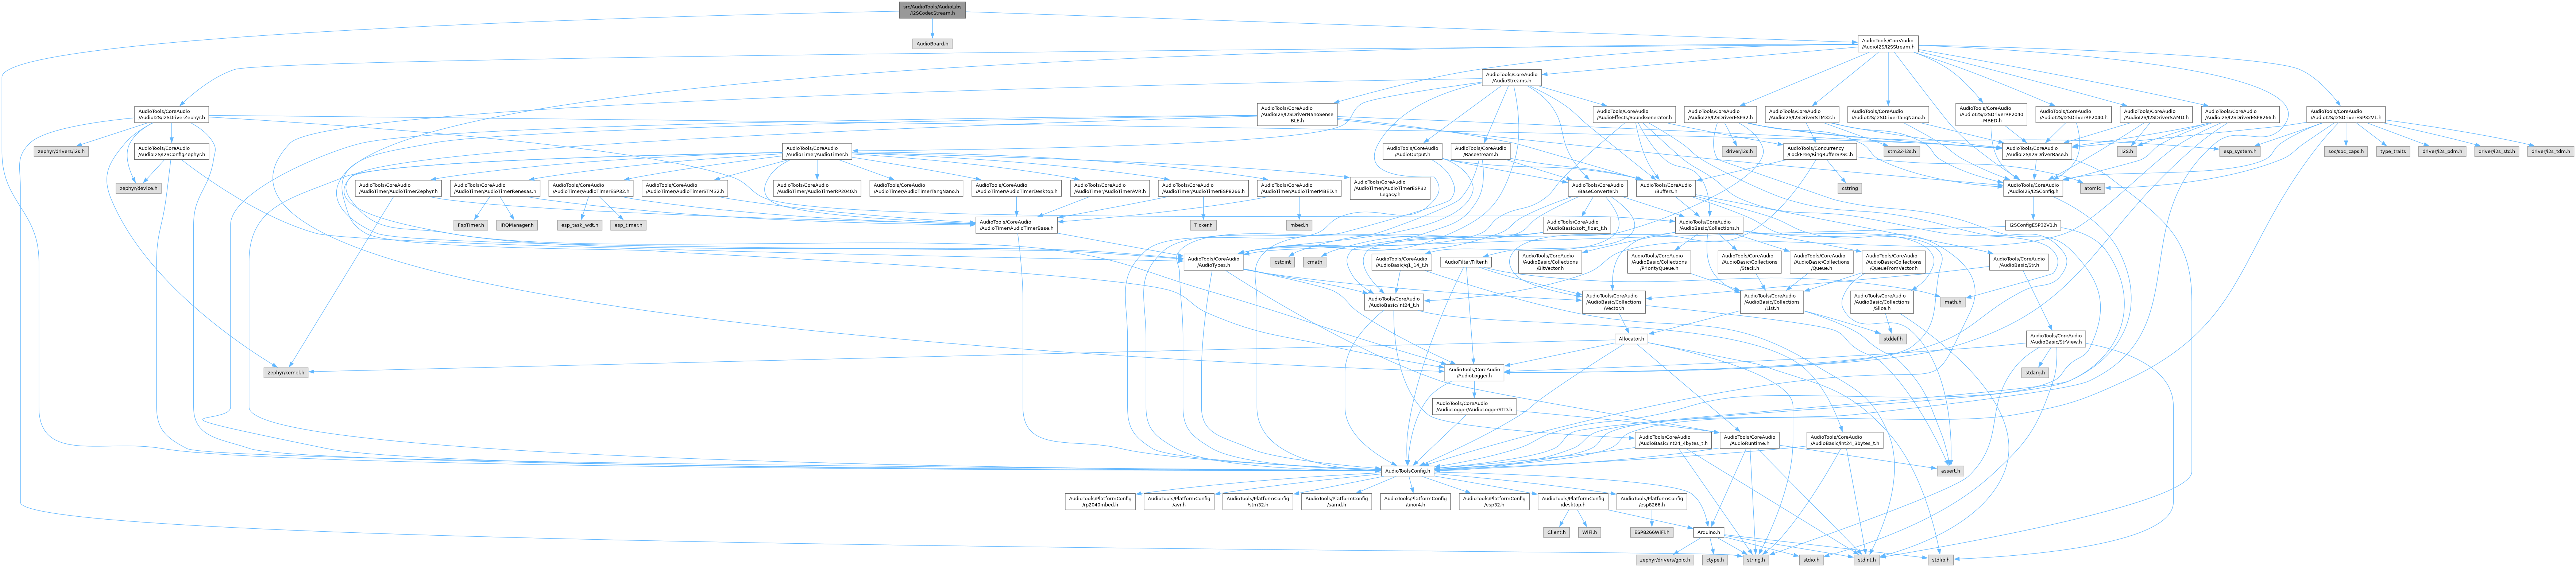 src/AudioTools/AudioLibs
/I2SCodecStream.h
AudioBoard.h
AudioTools/CoreAudio
/AudioI2S/I2SStream.h
AudioTools/CoreAudio
/AudioStreams.h
AudioTools/CoreAudio
/AudioI2S/I2SDriverZephyr.h
AudioTools/CoreAudio
/AudioI2S/I2SDriverNanoSense
BLE.h
AudioTools/CoreAudio
/AudioEffects/SoundGenerator.h
AudioTools/CoreAudio
/AudioI2S/I2SDriverESP32.h
AudioTools/CoreAudio
/AudioI2S/I2SDriverSTM32.h
AudioTools/CoreAudio
/AudioI2S/I2SDriverTangNano.h
AudioTools/CoreAudio
/AudioI2S/I2SDriverRP2040
-MBED.h
AudioTools/CoreAudio
/AudioI2S/I2SDriverRP2040.h
AudioTools/CoreAudio
/AudioI2S/I2SDriverSAMD.h
AudioTools/CoreAudio
/AudioI2S/I2SDriverESP8266.h
AudioTools/CoreAudio
/AudioI2S/I2SDriverESP32V1.h
zephyr/drivers/i2s.h
AudioTools/CoreAudio
/AudioI2S/I2SConfigZephyr.h
AudioTools/CoreAudio
/AudioTimer/AudioTimer.h
AudioTools/CoreAudio
/AudioOutput.h
AudioTools/CoreAudio
/BaseStream.h
driver/i2s.h
AudioTools/Concurrency
/LockFree/RingBufferSPSC.h
stm32-i2s.h
AudioTools/CoreAudio
/AudioI2S/I2SDriverBase.h
I2S.h
esp_system.h
soc/soc_caps.h
type_traits
driver/i2s_pdm.h
driver/i2s_std.h
driver/i2s_tdm.h
zephyr/device.h
AudioTools/CoreAudio
/AudioTimer/AudioTimerZephyr.h
AudioTools/CoreAudio
/AudioTimer/AudioTimerRenesas.h
AudioTools/CoreAudio
/AudioTimer/AudioTimerESP32.h
AudioTools/CoreAudio
/AudioTimer/AudioTimerSTM32.h
AudioTools/CoreAudio
/AudioTimer/AudioTimerRP2040.h
AudioTools/CoreAudio
/AudioTimer/AudioTimerTangNano.h
AudioTools/CoreAudio
/AudioTimer/AudioTimerDesktop.h
AudioTools/CoreAudio
/AudioTimer/AudioTimerAVR.h
AudioTools/CoreAudio
/AudioTimer/AudioTimerESP8266.h
AudioTools/CoreAudio
/AudioTimer/AudioTimerMBED.h
AudioTools/CoreAudio
/AudioTimer/AudioTimerESP32
Legacy.h
AudioTools/CoreAudio
/BaseConverter.h
AudioTools/CoreAudio
/Buffers.h
cstring
AudioTools/CoreAudio
/AudioI2S/I2SConfig.h
atomic
FspTimer.h
IRQManager.h
esp_task_wdt.h
esp_timer.h
AudioTools/CoreAudio
/AudioTimer/AudioTimerBase.h
Ticker.h
mbed.h
AudioTools/CoreAudio
/AudioBasic/soft_float_t.h
AudioTools/CoreAudio
/AudioBasic/Collections.h
I2SConfigESP32V1.h
AudioTools/CoreAudio
/AudioTypes.h
cstdint
cmath
AudioTools/CoreAudio
/AudioBasic/q1_14_t.h
AudioFilter/Filter.h
AudioTools/CoreAudio
/AudioBasic/Collections
/BitVector.h
AudioTools/CoreAudio
/AudioBasic/Collections
/PriorityQueue.h
AudioTools/CoreAudio
/AudioBasic/Collections
/Stack.h
AudioTools/CoreAudio
/AudioBasic/Collections
/Queue.h
AudioTools/CoreAudio
/AudioBasic/Collections
/QueueFromVector.h
AudioTools/CoreAudio
/AudioBasic/Str.h
AudioTools/CoreAudio
/AudioBasic/int24_t.h
AudioTools/CoreAudio
/AudioBasic/Collections
/Vector.h
AudioTools/CoreAudio
/AudioBasic/Collections
/List.h
AudioTools/CoreAudio
/AudioBasic/Collections
/Slice.h
math.h
Allocator.h
stddef.h
AudioTools/CoreAudio
/AudioBasic/StrView.h
zephyr/kernel.h
AudioTools/CoreAudio
/AudioLogger.h
stdarg.h
AudioTools/CoreAudio
/AudioLogger/AudioLoggerSTD.h
AudioTools/CoreAudio
/AudioBasic/int24_4bytes_t.h
AudioTools/CoreAudio
/AudioRuntime.h
AudioTools/CoreAudio
/AudioBasic/int24_3bytes_t.h
AudioToolsConfig.h
assert.h
AudioTools/PlatformConfig
/rp2040mbed.h
AudioTools/PlatformConfig
/avr.h
AudioTools/PlatformConfig
/stm32.h
AudioTools/PlatformConfig
/samd.h
AudioTools/PlatformConfig
/unor4.h
AudioTools/PlatformConfig
/esp32.h
AudioTools/PlatformConfig
/desktop.h
AudioTools/PlatformConfig
/esp8266.h
Client.h
WiFi.h
ESP8266WiFi.h
Arduino.h
zephyr/drivers/gpio.h
ctype.h
string.h
stdio.h
stdint.h
stdlib.h